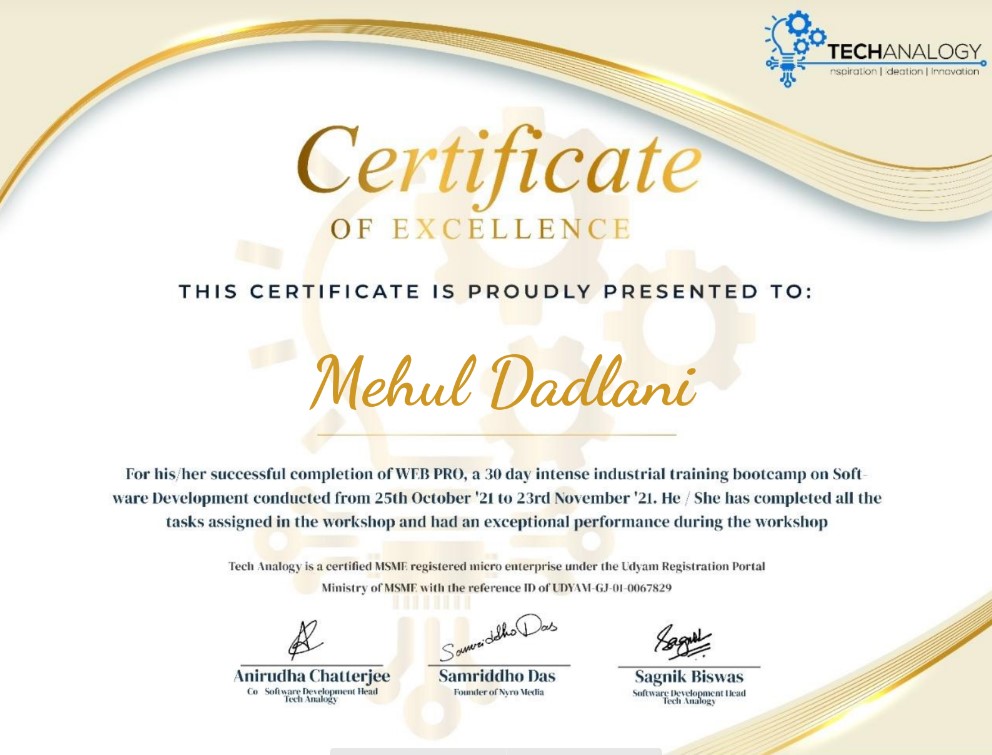 TECHANALOGY
nspiration | deation | Innovation
Certificate
OF EXCELLENCE
THIS CERTIFICATE IS PROUDLY PRESENTED TO:
Mehul Dadlani
For his/her successful completion of WEB PRO, a 30 day intense industrial training bootcamp on Soft-
ware Development conducted from 25th October '21 to 23rd November '21. He / She has completed all the
tasks assigned in the workshop and had an exceptional performance during the workshop
Tech Analogy is a certified MSME registered micro enterprise under the Udyam Registration Portal
Ministry of MSME with the reference ID of UDYAM-GJ-01-0067829
Samriddho Das Sagnik
Anirudha Chatterjee Samriddho Das Sagnik Biswas
Co Software Development Head Founder of Nyro Media Software Development Head
Tech Analogy Tech Analogy